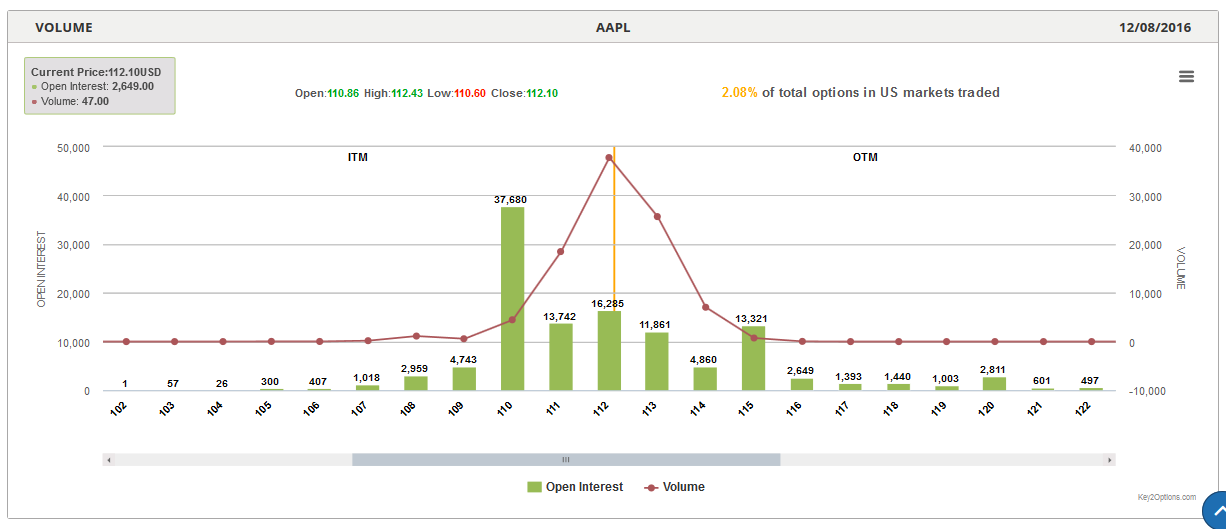 VOLUME AAPL 12/08/2016
Current Price:112.10USD
Open Interest: 2,649.00
Volume: 47.00
Open:110.86 High:112.43 Low:110.60 Close:112.10
2.08% of total options in US markets traded
ITM OTM
50,000 40,000
40,000 30,000
30,000 20,000
20,000 10,000
10,000 0
0 -10,000
OPEN INTEREST
VOLUME
1 57 26 300 407 1,018 2,959 4,743 37,680 13,742 16,285 11,861 4,860 13,321 2,649 1,393 1,440 1,003 2,811 601 497
102 103 104 105 106 107 108 109 110 111 112 113 114 115 116 117 118 119 120 121 122
Open Interest Volume
Key2Options.com